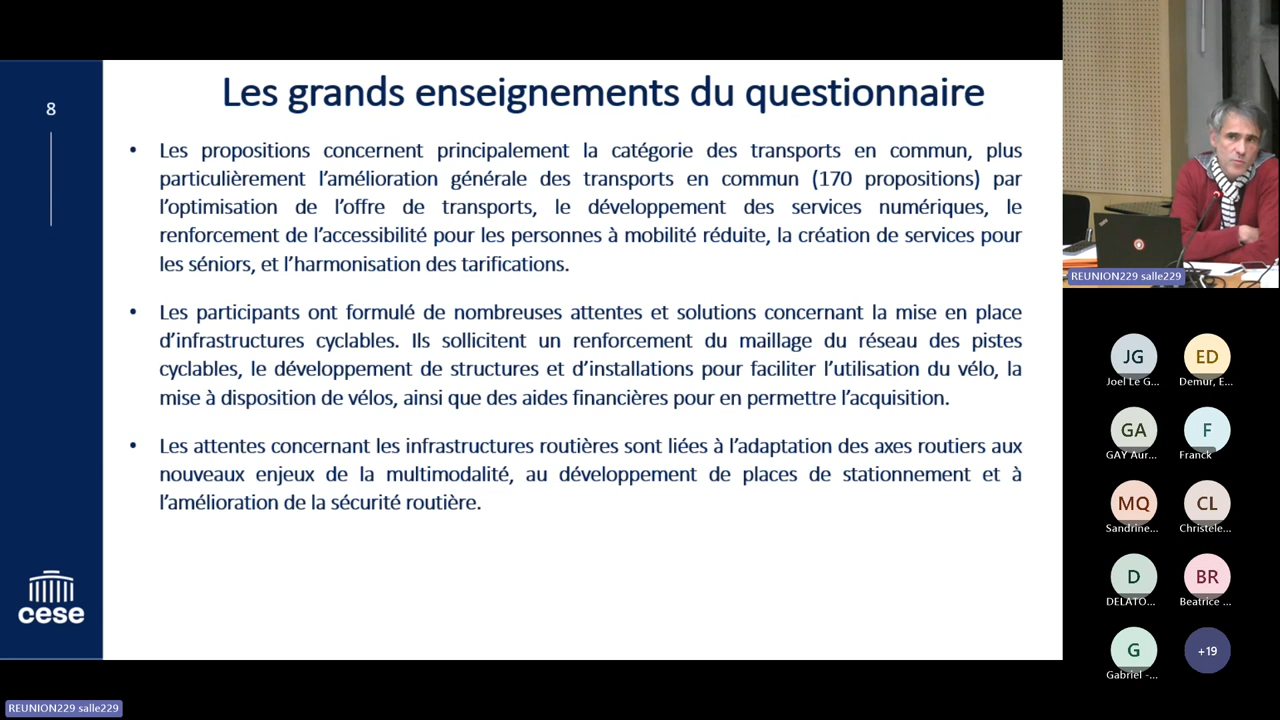 8
Les grands enseignements du questionnaire
• Les propositions concernent principalement la catégorie des transports en commun, plus
particulièrement l’amélioration générale des transports en commun (170 propositions) par
l’optimisation de l’offre de transports, le développement des services numériques, le
renforcement de l’accessibilité pour les personnes à mobilité réduite, la création de services pour
les séniors, et l’harmonisation des tarifications.
• Les participants ont formulé de nombreuses attentes et solutions concernant la mise en place
d’infrastructures cyclables. Ils sollicitent un renforcement du maillage du réseau des pistes
cyclables, le développement de structures et d’installations pour faciliter l’utilisation du vélo, la
mise à disposition de vélos, ainsi que des aides financières pour en permettre l’acquisition.
• Les attentes concernant les infrastructures routières sont liées à l’adaptation des axes routiers aux
nouveaux enjeux de la multimodalité, au développement de places de stationnement et à
l’amélioration de la sécurité routière.
cese
REUNION229 salle229
REUNION229 salle229
JG
Joel Le G...
ED
Demur, E...
GA
GAY Aur...
F
Franck
MQ
Sandrine...
CL
Christele...
D
DELATO...
BR
Beatrice ...
G
Gabriel -...
+19